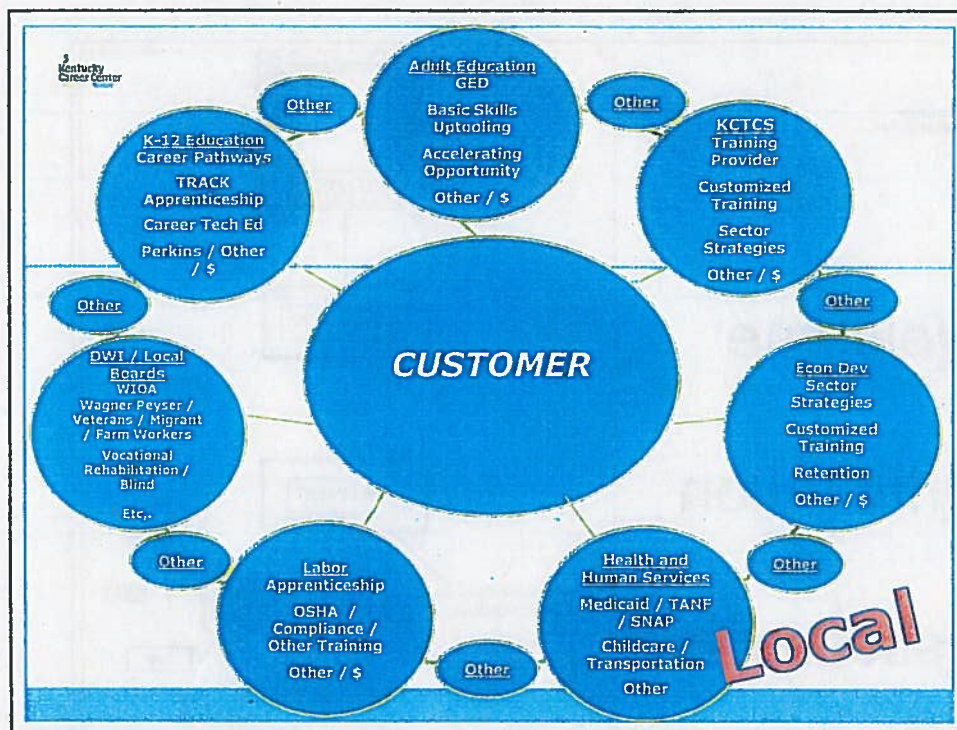 Kentucky
Career Center
Adult Education
GED
Basic Skills
Uptooling
Accelerating
Opportunity
Other / $
Other
KCTCS
Training
Provider
Customized
Training
Sector
Strategies
Other / $
Other
Econ Dev
Sector
Strategies
Customized
Training
Retention
Other / $
Other
Health and
Human Services
Medicaid / TANF
/ SNAP
Childcare /
Transportation
Other
Other
Labor
Apprenticeship
OSHA /
Compliance /
Other Training
Other / $
Other
DWI / Local
Boards
WIOA
Wagner Peyser /
Veterans / Migrant
/ Farm Workers
Vocational
Rehabilitation /
Blind
Etc,.
Other
K-12 Education
Career Pathways
TRACK
Apprenticeship
Career Tech Ed
Perkins / Other
/ $
Other
CUSTOMER
Local